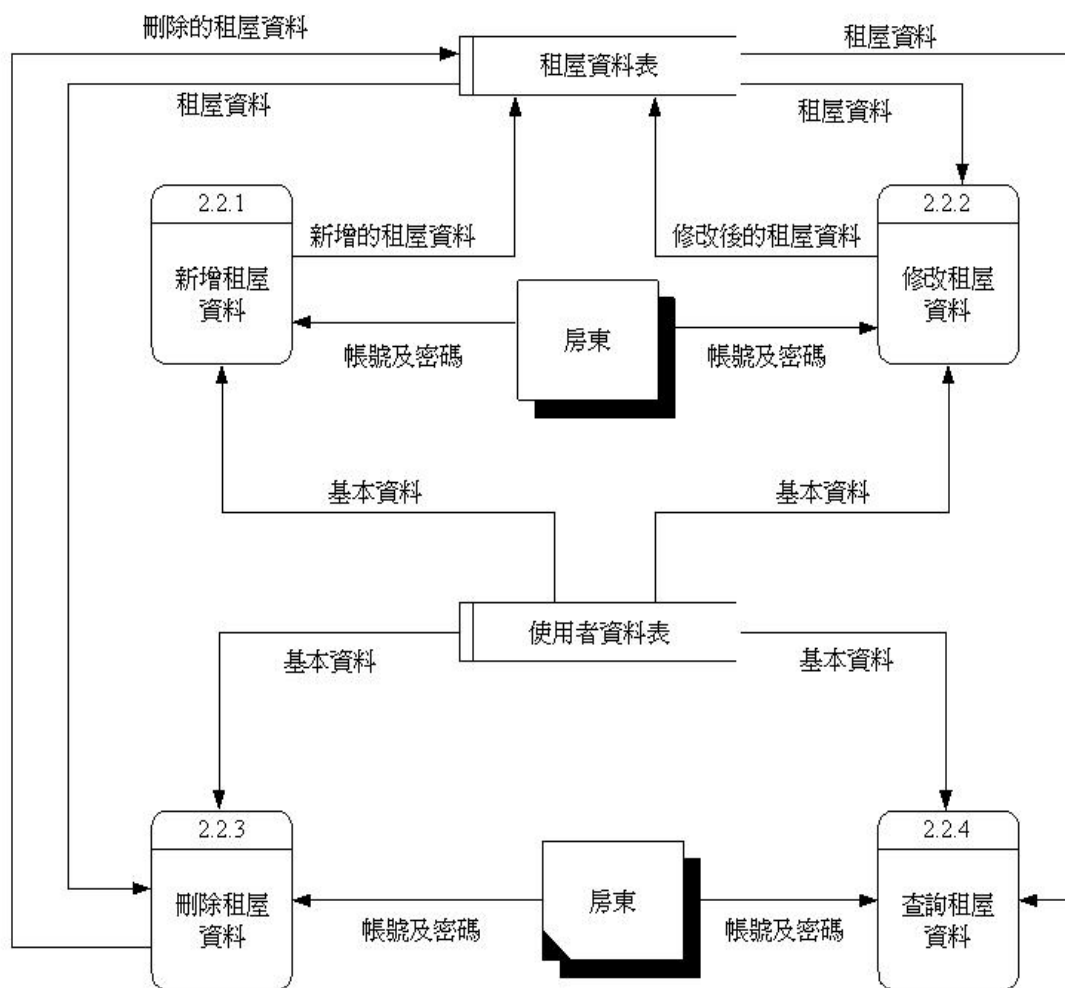 刪除的租屋資料
租屋資料
租屋資料表
租屋資料
租屋資料
2.2.1
新增租屋
資料
新增的租屋資料
修改後的租屋資料
2.2.2
修改租屋
資料
房東
帳號及密碼
帳號及密碼
基本資料
基本資料
使用者資料表
基本資料
基本資料
2.2.3
刪除租屋
資料
房東
帳號及密碼
帳號及密碼
2.2.4
查詢租屋
資料